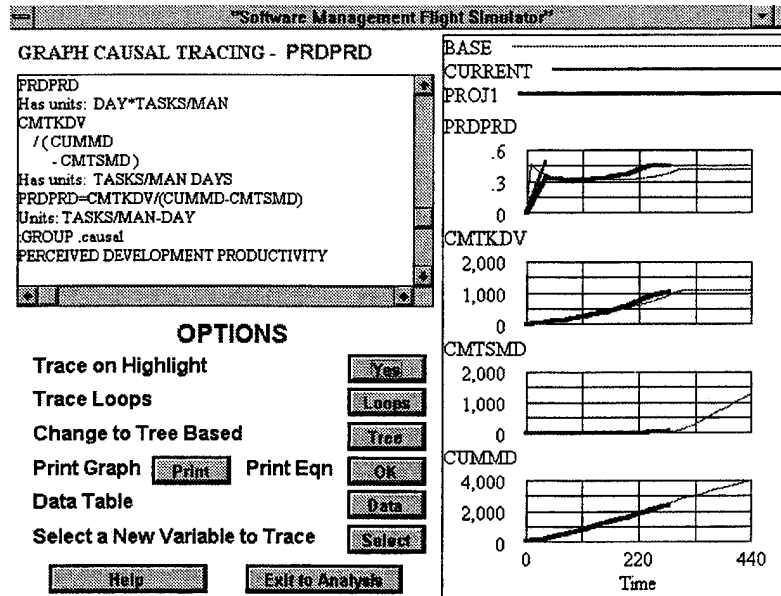 "Software Management Flight Simulator"
GRAPH CAUSAL TRACING - PRDPRD
PRDPRD
Has units: DAY*TASKS/MAN
CMTKDV
/ ( CUMMD
- CMTSMD )
Has units: TASKS/MAN DAYS
PRDPRD=CMTKDV/(CUMMD-CMTSMD)
Units: TASKS/MAN-DAY
:GROUP .causal
PERCEIVED DEVELOPMENT PRODUCTIVITY
OPTIONS
Trace on Highlight Yes
Trace Loops Loops
Change to Tree Based Tree
Print Graph Print Print Eqn OK
Data Table Data
Select a New Variable to Trace Select
Help Exit to Analysis
BASE
CURRENT
PROJ1
PRDPRD
.6
.3
0
CMTKDV
2,000
1,000
0
CMTSMD
2,000
1,000
0
CUMMD
4,000
2,000
0
0 220 440
Time